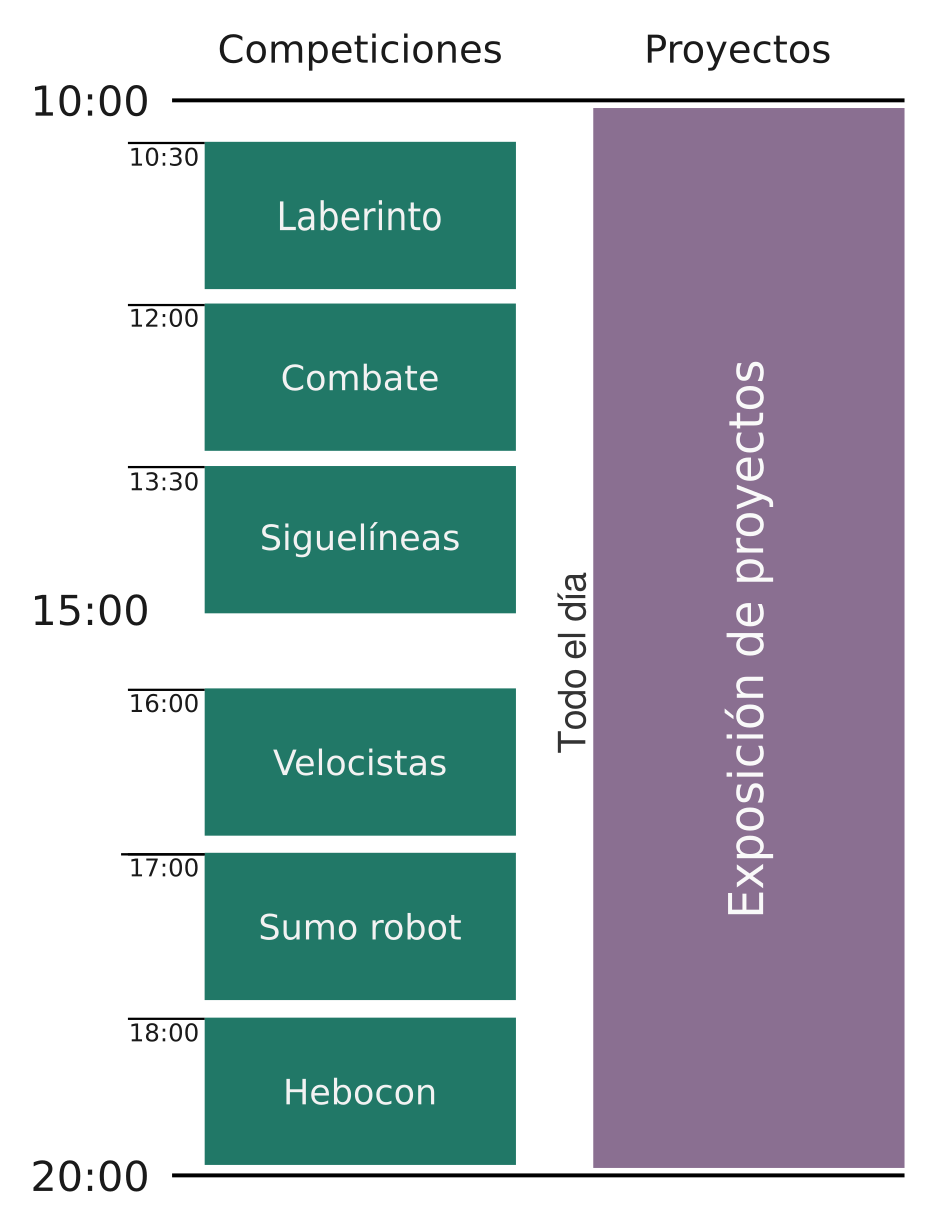 Competiciones
Proyectos
10:00
10:30
Laberinto
12:00
Combate
13:30
Siguelíneas
15:00
16:00
Velocistas
17:00
Sumo robot
18:00
Hebocon
20:00
Todo el día
Exposición de proyectos